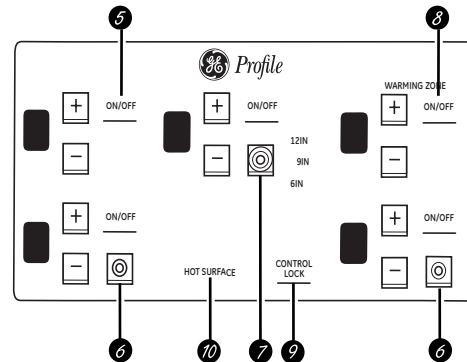 5
8
GE Profile
WARMING ZONE
+ ON/OFF
+ ON/OFF
+ ON/OFF
12IN
−
−
9IN
−
6IN
+ ON/OFF
+ ON/OFF
−
HOT SURFACE
CONTROL
LOCK
−
6
10
7
9
6